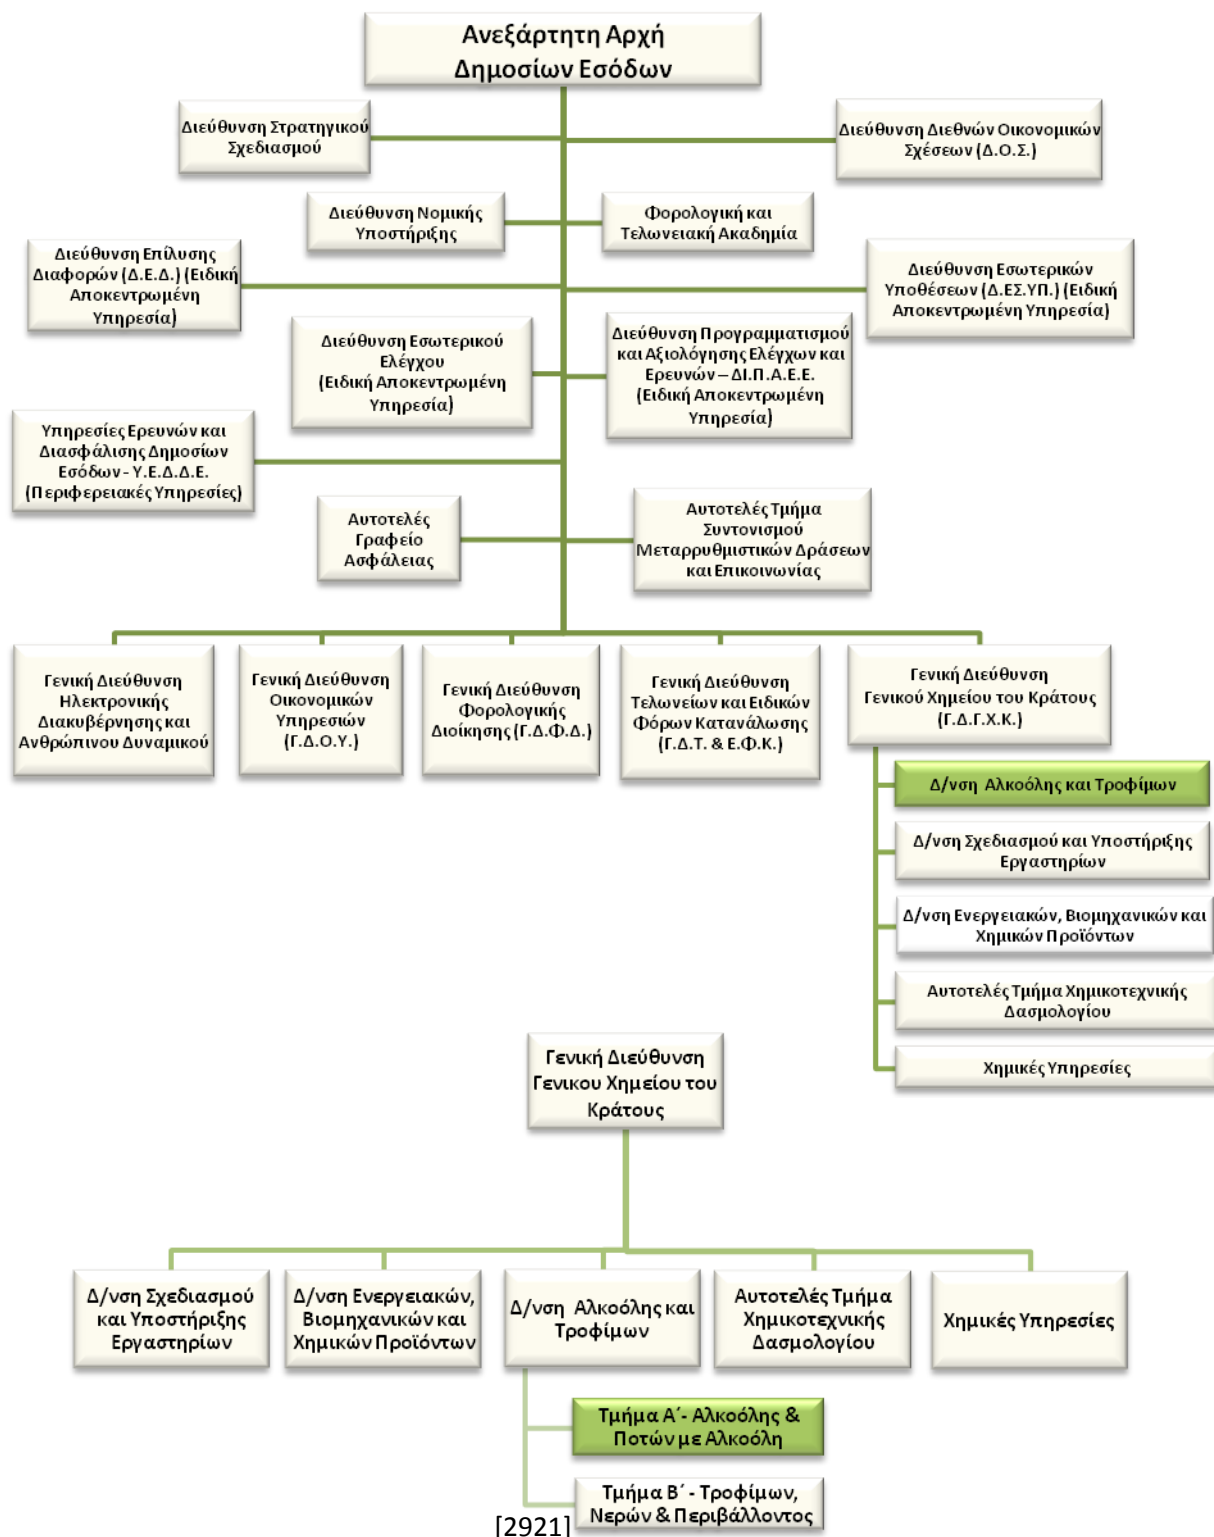 Ανεξάρτητη Αρχή
Δημοσίων Εσόδων
Διεύθυνση Στρατηγικού
Σχεδιασμού
Διεύθυνση Διεθνών Οικονομικών
Σχέσεων (Δ.Ο.Σ.)
Διεύθυνση Νομικής
Υποστήριξης
Φορολογική και
Τελωνειακή Ακαδημία
Διεύθυνση Επίλυσης
Διαφορών (Δ.Ε.Δ.) (Ειδική
Αποκεντρωμένη
Υπηρεσία)
Διεύθυνση Εσωτερικών
Υποθέσεων (Δ.ΕΣ.ΥΠ.) (Ειδική
Αποκεντρωμένη Υπηρεσία)
Διεύθυνση Εσωτερικού
Ελέγχου
(Ειδική Αποκεντρωμένη
Υπηρεσία)
Διεύθυνση Προγραμματισμού
και Αξιολόγησης Ελέγχων και
Ερευνών – ΔΙ.Π.Α.Ε.Ε.
(Ειδική Αποκεντρωμένη
Υπηρεσία)
Υπηρεσίες Ερευνών και
Διασφάλισης Δημοσίων
Εσόδων - Υ.Ε.Δ.Δ.Ε.
(Περιφερειακές Υπηρεσίες)
Αυτοτελές
Γραφείο
Ασφάλειας
Αυτοτελές Τμήμα
Συντονισμού
Μεταρρυθμιστικών Δράσεων
και Επικοινωνίας
Γενική Διεύθυνση
Ηλεκτρονικής
Διακυβέρνησης και
Ανθρώπινου Δυναμικού
Γενική Διεύθυνση
Οικονομικών
Υπηρεσιών
(Γ.Δ.Ο.Υ.)
Γενική Διεύθυνση
Φορολογικής
Διοίκησης (Γ.Δ.Φ.Δ.)
Γενική Διεύθυνση
Τελωνείων και Ειδικών
Φόρων Κατανάλωσης
(Γ.Δ.Τ. & Ε.Φ.Κ.)
Γενική Διεύθυνση
Γενικού Χημείου του Κράτους
(Γ.Δ.Γ.Χ.Κ.)
Δ/νση Αλκοόλης και Τροφίμων
Δ/νση Σχεδιασμού και Υποστήριξης
Εργαστηρίων
Δ/νση Ενεργειακών, Βιομηχανικών και
Χημικών Προϊόντων
Αυτοτελές Τμήμα Χημικοτεχνικής
Δασμολογίου
Χημικές Υπηρεσίες
Γενική Διεύθυνση
Γενικου Χημείου του
Κράτους
Δ/νση Σχεδιασμού
και Υποστήριξης
Εργαστηρίων
Δ/νση Ενεργειακών,
Βιομηχανικών και
Χημικών Προϊόντων
Δ/νση Αλκοόλης και
Τροφίμων
Αυτοτελές Τμήμα
Χημικοτεχνικής
Δασμολογίου
Χημικές Υπηρεσίες
Τμήμα Α΄- Αλκοόλης &
Ποτών με Αλκοόλη
Τμήμα Β΄ - Τροφίμων,
Νερών & Περιβάλλοντος
[2921]